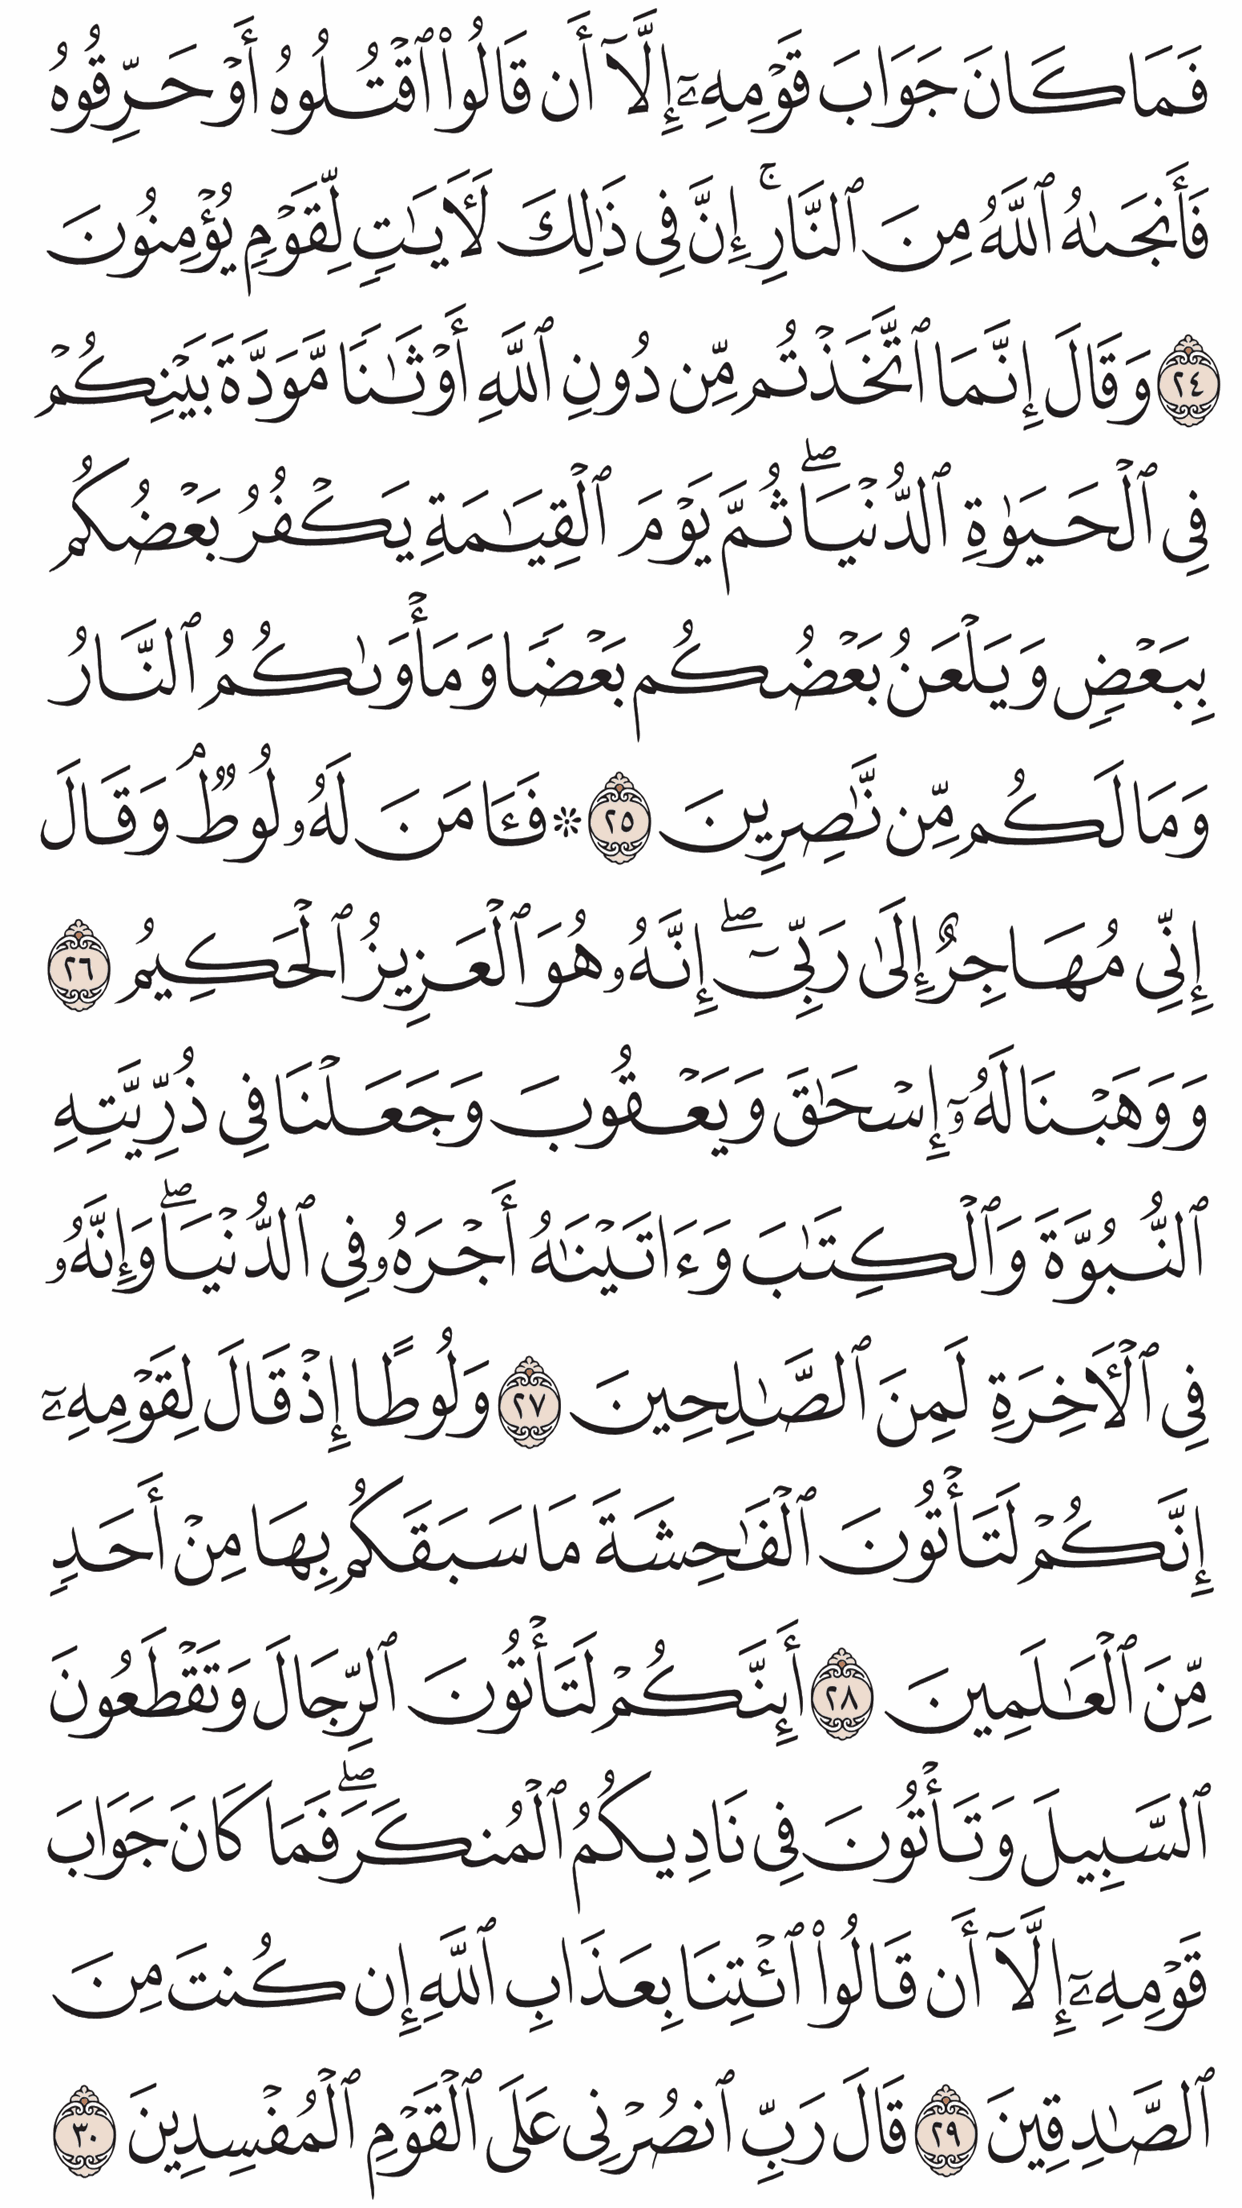 فَمَا كَانَ جَوَابَ قَوْمِهِۦٓ إِلَّآ أَن قَالُوا۟ ٱقْتُلُوهُ أَوْ حَرِّقُوهُ
فَأَنجَىٰهُ ٱللَّهُ مِنَ ٱلنَّارِ ۚ إِنَّ فِى ذَٰلِكَ لَـَٔايَـٰتٍ لِّقَوْمٍ يُؤْمِنُونَ
٢٤ وَقَالَ إِنَّمَا ٱتَّخَذْتُم مِّن دُونِ ٱللَّهِ أَوْثَـٰنًا مَّوَدَّةَ بَيْنِكُمْ
فِى ٱلْحَيَوٰةِ ٱلدُّنْيَا ۖ ثُمَّ يَوْمَ ٱلْقِيَـٰمَةِ يَكْفُرُ بَعْضُكُم
بِبَعْضٍ وَيَلْعَنُ بَعْضُكُم بَعْضًا وَمَأْوَىٰكُمُ ٱلنَّارُ
وَمَا لَكُم مِّن نَّـٰصِرِينَ ٢٥ ۞ فَـَٔامَنَ لَهُۥ لُوطٌ ۘ وَقَالَ
إِنِّى مُهَاجِرٌ إِلَىٰ رَبِّىٓ ۖ إِنَّهُۥ هُوَ ٱلْعَزِيزُ ٱلْحَكِيمُ ٢٦
وَوَهَبْنَا لَهُۥٓ إِسْحَـٰقَ وَيَعْقُوبَ وَجَعَلْنَا فِى ذُرِّيَّتِهِ
ٱلنُّبُوَّةَ وَٱلْكِتَـٰبَ وَءَاتَيْنَـٰهُ أَجْرَهُۥ فِى ٱلدُّنْيَا ۖ وَإِنَّهُۥ
فِى ٱلْـَٔاخِرَةِ لَمِنَ ٱلصَّـٰلِحِينَ ٢٧ وَلُوطًا إِذْ قَالَ لِقَوْمِهِۦٓ
إِنَّكُمْ لَتَأْتُونَ ٱلْفَـٰحِشَةَ مَا سَبَقَكُم بِهَا مِنْ أَحَدٍ
مِّنَ ٱلْعَـٰلَمِينَ ٢٨ أَئِنَّكُمْ لَتَأْتُونَ ٱلرِّجَالَ وَتَقْطَعُونَ
ٱلسَّبِيلَ وَتَأْتُونَ فِى نَادِيكُمُ ٱلْمُنكَرَ ۖ فَمَا كَانَ جَوَابَ
قَوْمِهِۦٓ إِلَّآ أَن قَالُوا۟ ٱئْتِنَا بِعَذَابِ ٱللَّهِ إِن كُنتَ مِنَ
ٱلصَّـٰدِقِينَ ٢٩ قَالَ رَبِّ ٱنصُرْنِى عَلَى ٱلْقَوْمِ ٱلْمُفْسِدِينَ ٣٠